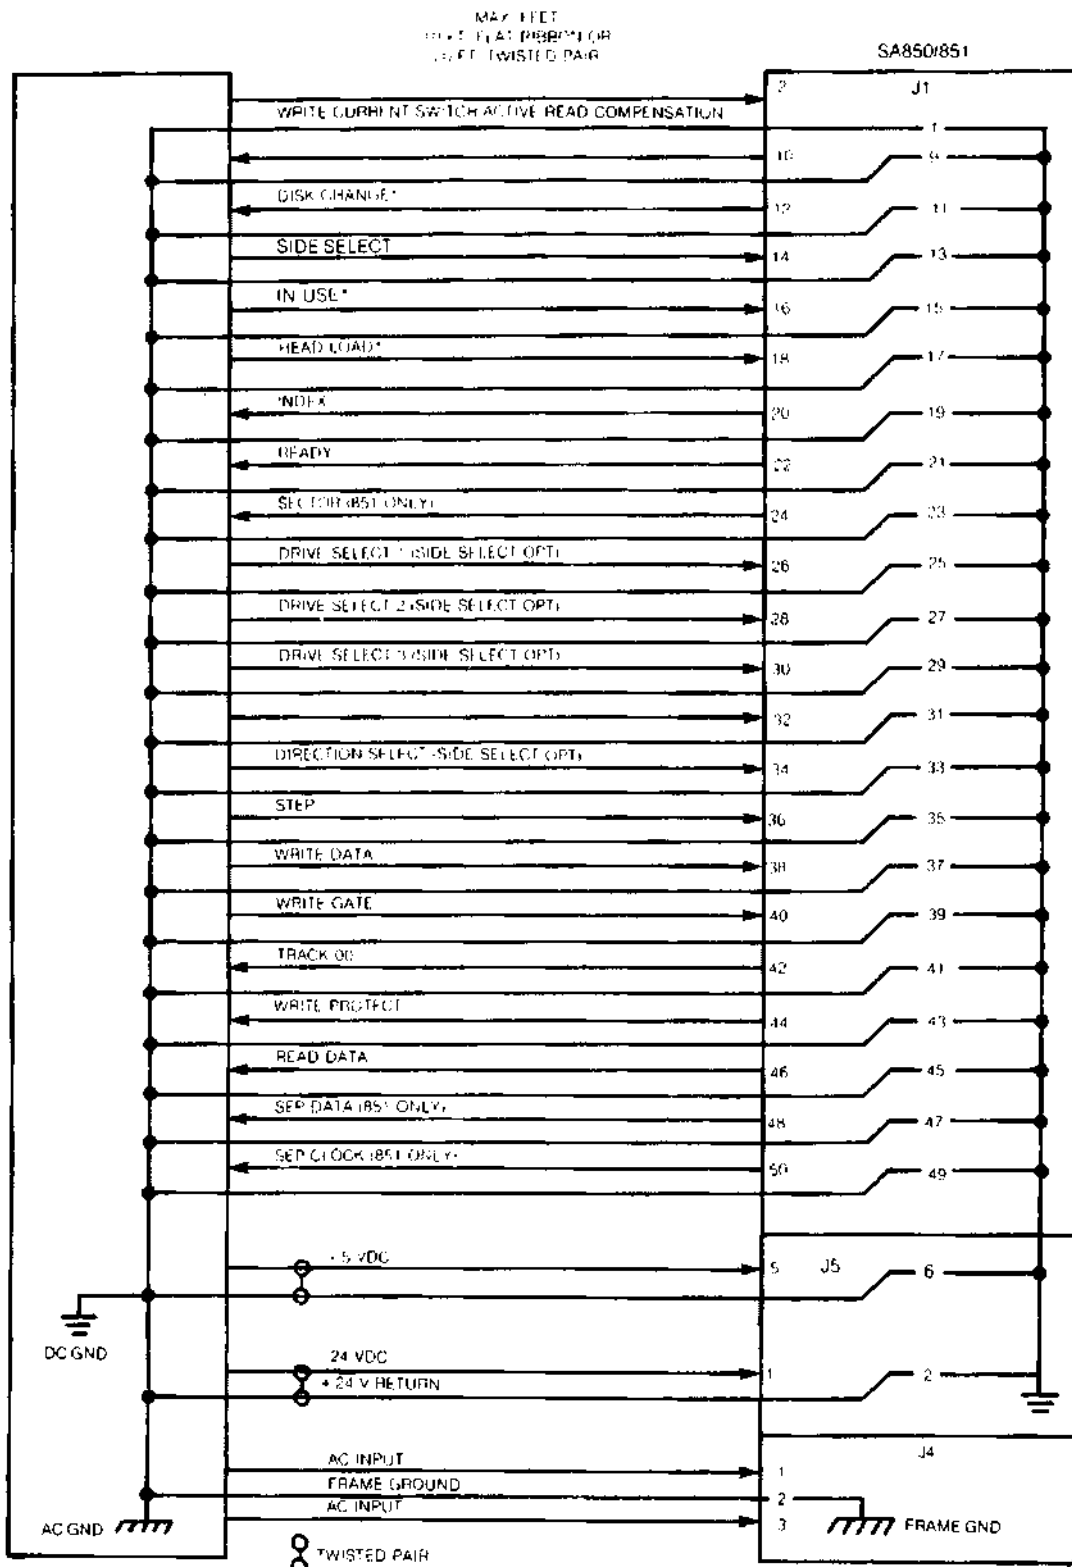 MAX FEET
FLAT RIBBON OR
TWISTED PAIR
SA850/851
J1
2
WRITE CURRENT SWITCH ACTIVE READ COMPENSATION
1
10
9
DISK CHANGE*
12
11
SIDE SELECT
14
13
IN USE*
16
15
HEAD LOAD*
18
17
INDEX
20
19
READY
22
21
SECTOR (851 ONLY)
24
23
DRIVE SELECT 1 (SIDE SELECT OPT)
26
25
DRIVE SELECT 2 (SIDE SELECT OPT)
28
27
DRIVE SELECT 3 (SIDE SELECT OPT)
30
29
32
31
DIRECTION SELECT (SIDE SELECT OPT)
34
33
STEP
36
35
WRITE DATA
38
37
WRITE GATE
40
39
TRACK 00
42
41
WRITE PROTECT
44
43
READ DATA
46
45
SEP DATA (851 ONLY)
48
47
SEP CLOCK (851 ONLY)
50
49
5 VDC
5
J5
6
DC GND
24 VDC
1
+ 24 V RETURN
2
J4
AC INPUT
1
FRAME GROUND
2
AC INPUT
3
AC GND
FRAME GND
TWISTED PAIR